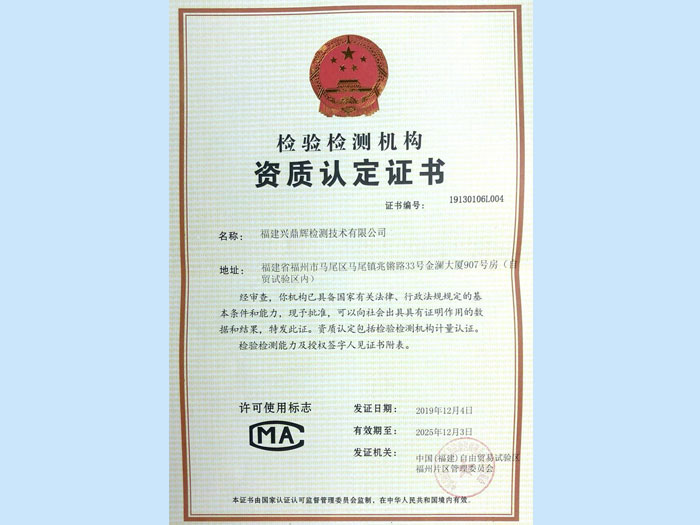 检验检测机构
资质认定证书
证书编号： 19130106L004
名称： 福建兴鼎辉检测技术有限公司
地址： 福建省福州市马尾区马尾镇兆锵路33号金澜大厦907号房（自
贸试验区内）
经审查，你机构已具备国家有关法律、行政法规规定的基
本条件和能力，现予批准，可以向社会出具具有证明作用的数
据和结果，特发此证。资质认定包括检验检测机构计量认证。
检验检测能力及授权签字人见证书附表。
许可使用标志
MA
发证日期： 2019年12月4日
有效期至： 2025年12月3日
发证机关： 中国(福建)自由贸易试验区
福州片区管理委员会
本证书由国家认证认可监督管理委员会监制，在中华人民共和国境内有效。